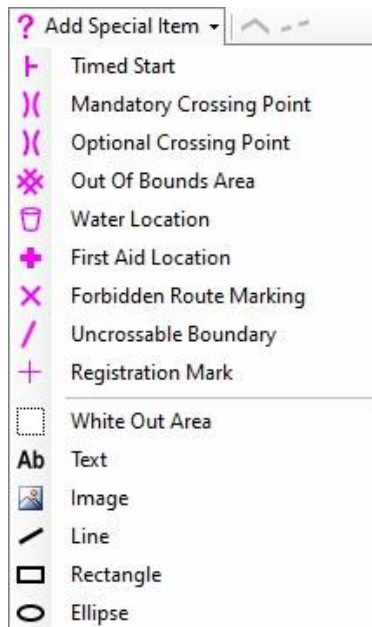 ? Add Special Item
Timed Start
Mandatory Crossing Point
Optional Crossing Point
Out Of Bounds Area
Water Location
First Aid Location
Forbidden Route Marking
Uncrossable Boundary
Registration Mark
White Out Area
Ab Text
Image
Line
Rectangle
Ellipse